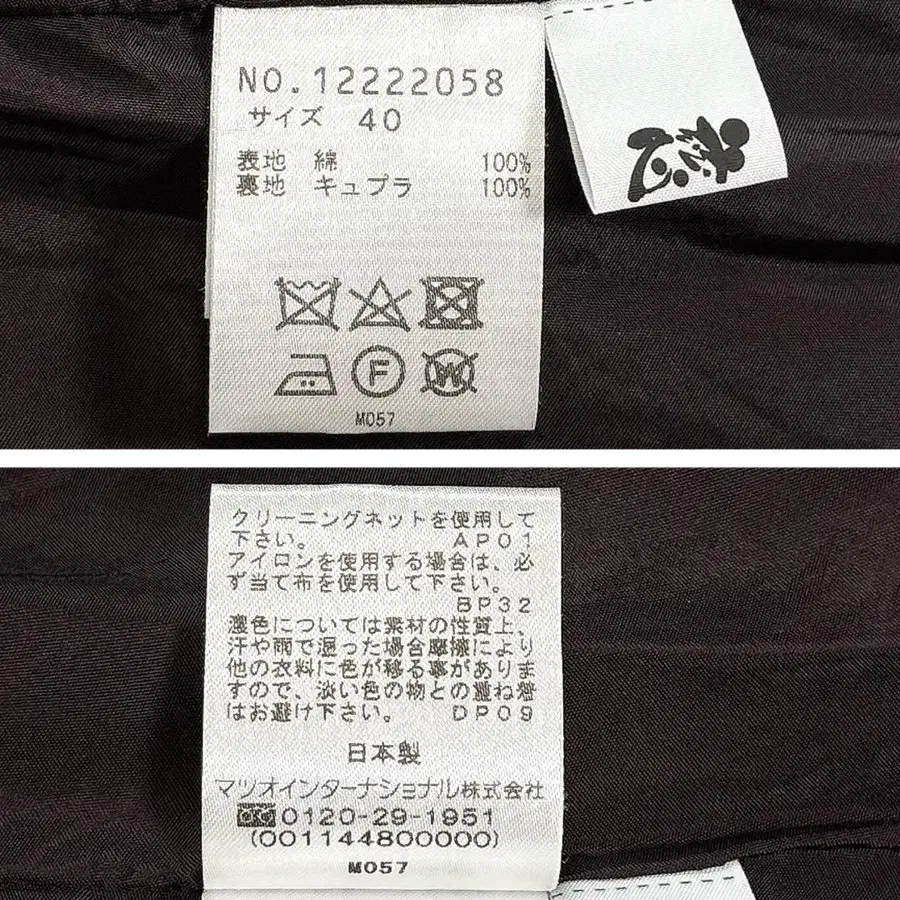 NO.12222058
サイズ 40
表地 綿 100%
裏地 キュプラ 100%
F
W
M057
クリーニングネットを使用して
下さい。 AP01
アイロンを使用する場合は、必
ず当て布を使用して下さい。
BP32
濃色については素材の性質上、
汗や雨で湿った場合摩擦により
他の衣料に色が移る事がありま
すので、淡い色の物との重ね着
はお避け下さい。 DP09
日本製
マツオインターナショナル株式会社
0120-29-1951
(001144800000)
M057